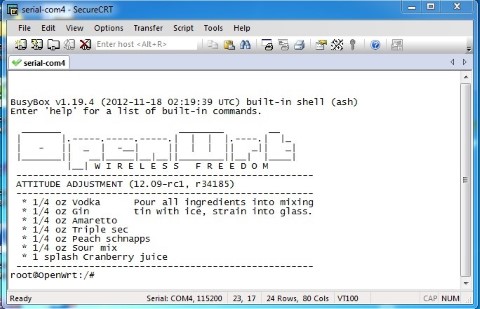 serial-com4 - SecureCRT
File Edit View Options Transfer Script Tools Help
Enter host <Alt+R>
serial-com4
BusyBox v1.19.4 (2012-11-18 02:19:39 UTC) built-in shell (ash)
Enter 'help' for a list of built-in commands.
OpenWrt
W I R E L E S S   F R E E D O M
ATTITUDE ADJUSTMENT (12.09-rc1, r34185)
* 1/4 oz Vodka Pour all ingredients into mixing
* 1/4 oz Gin tin with ice, strain into glass.
* 1/4 oz Amaretto
* 1/4 oz Triple sec
* 1/4 oz Peach schnapps
* 1/4 oz Sour mix
* 1 splash Cranberry juice
root@OpenWrt:/#
Ready Serial: COM4, 115200 23, 17 24 Rows, 80 Cols VT100 CAP NUM